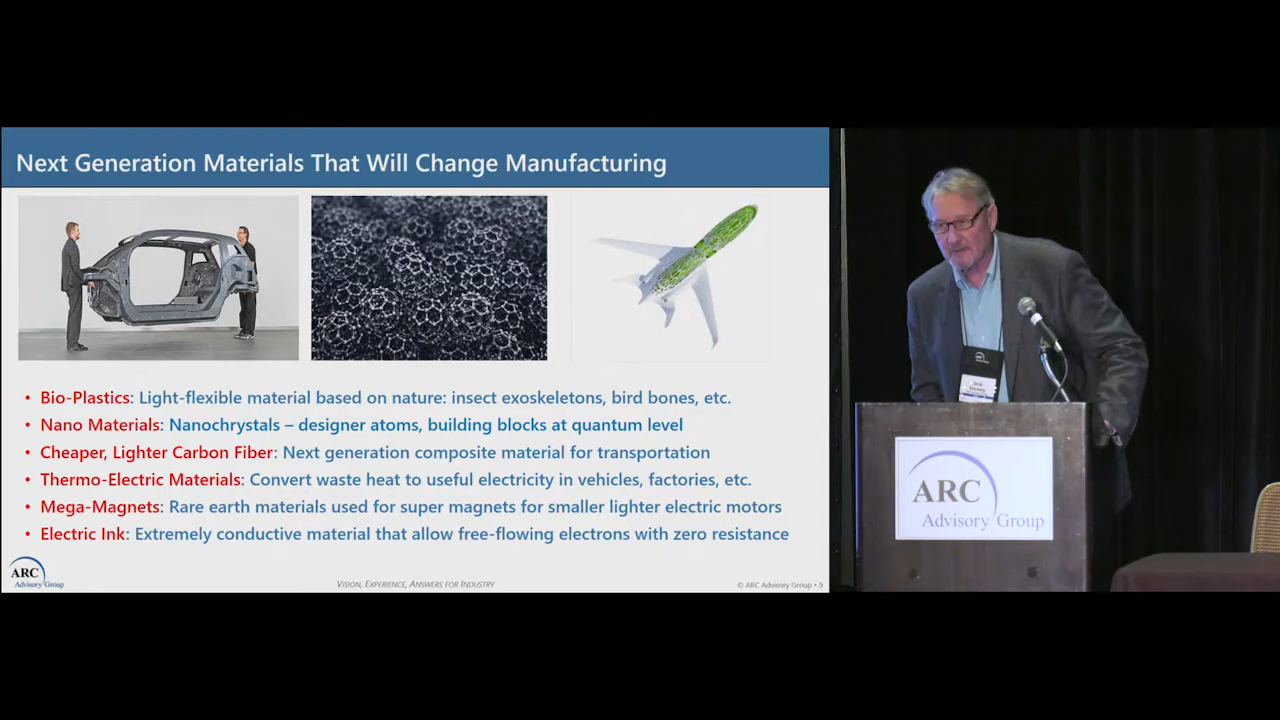 Next Generation Materials That Will Change Manufacturing
• Bio-Plastics: Light-flexible material based on nature: insect exoskeletons, bird bones, etc.
• Nano Materials: Nanochrystals – designer atoms, building blocks at quantum level
• Cheaper, Lighter Carbon Fiber: Next generation composite material for transportation
• Thermo-Electric Materials: Convert waste heat to useful electricity in vehicles, factories, etc.
• Mega-Magnets: Rare earth materials used for super magnets for smaller lighter electric motors
• Electric Ink: Extremely conductive material that allow free-flowing electrons with zero resistance
ARC
Advisory Group
VISION, EXPERIENCE, ANSWERS FOR INDUSTRY
© ARC Advisory Group • 9
ARC
Advisory Group